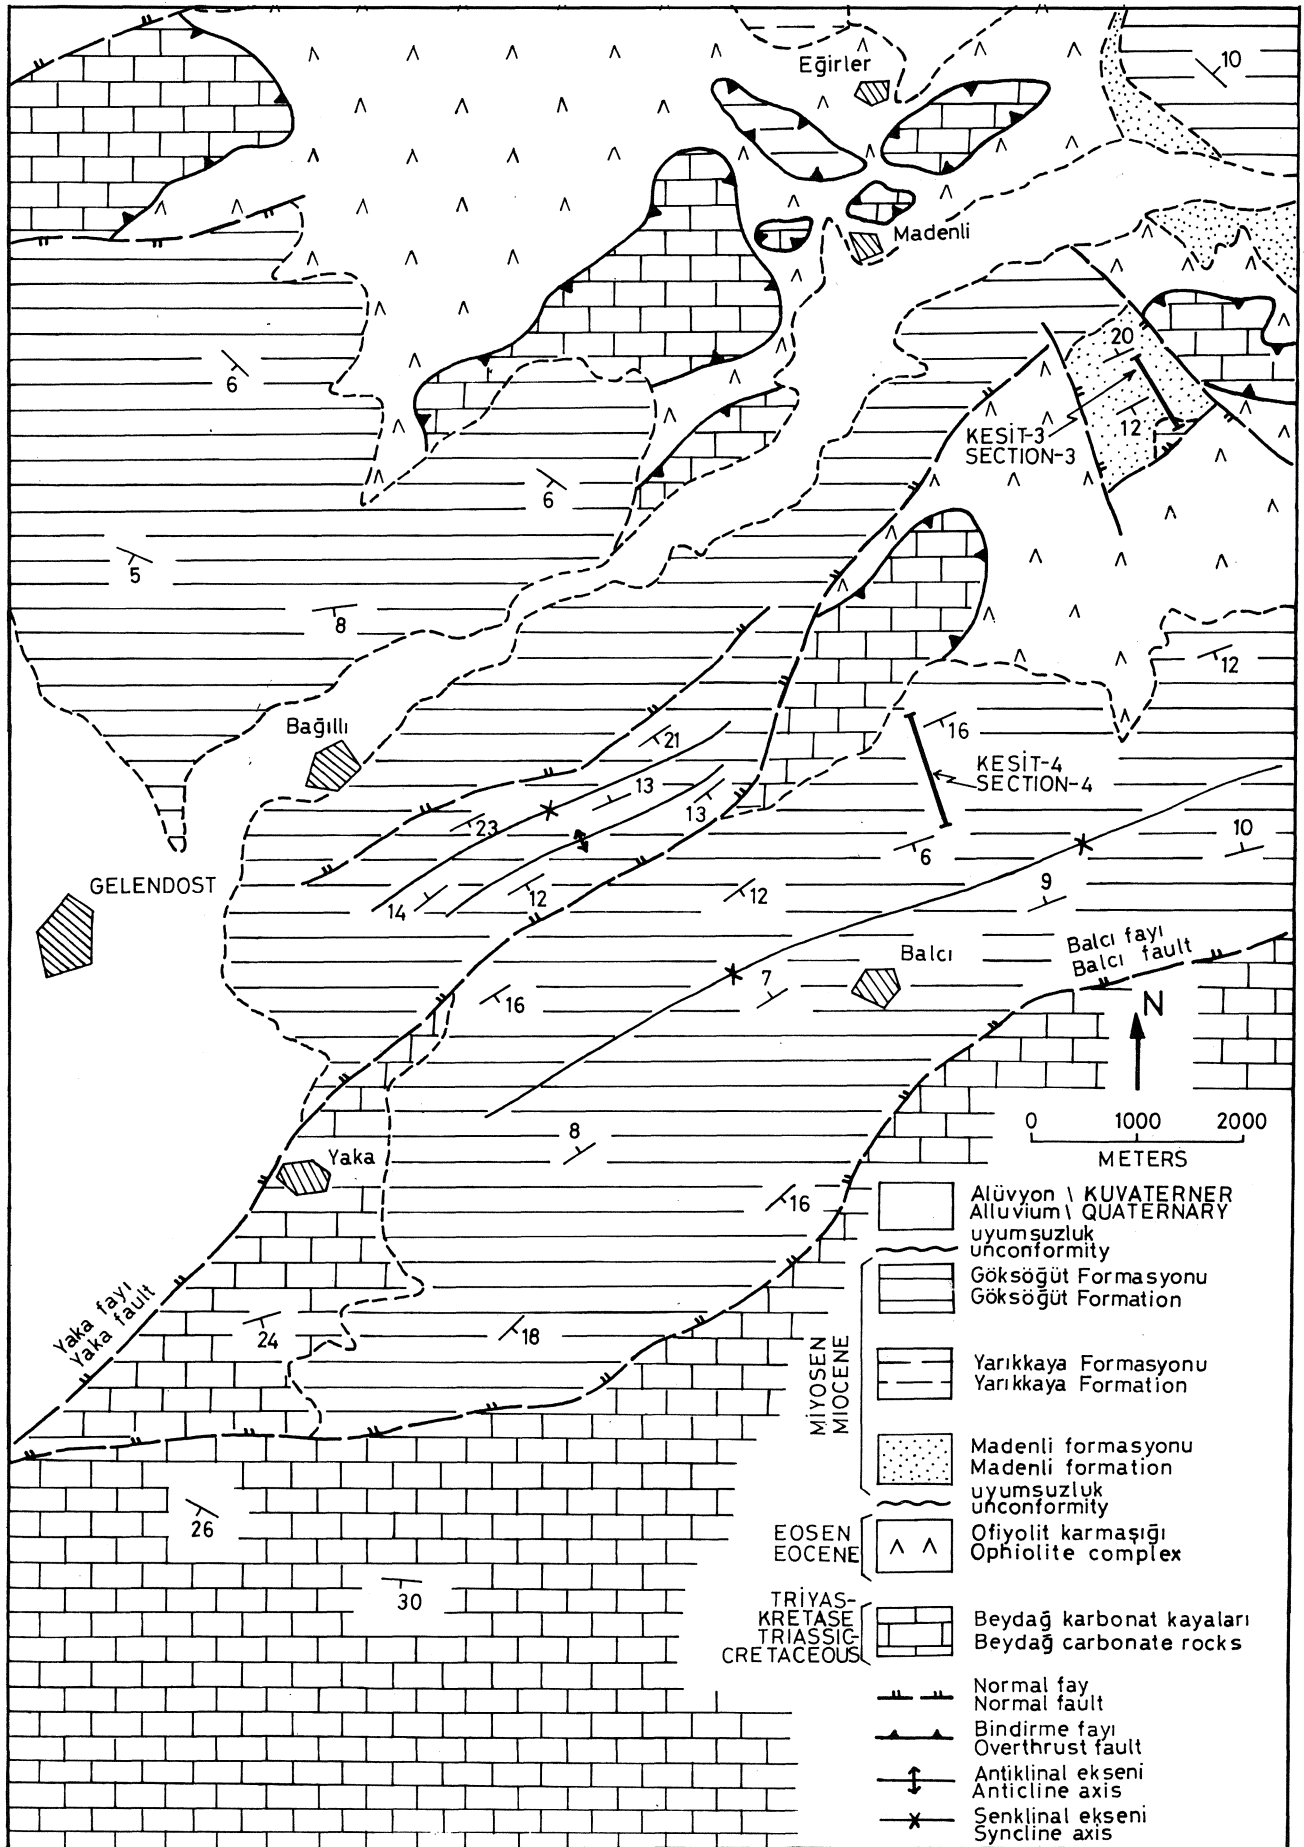 10
Eğirler
Madenli
20
6
KESİT-3
SECTION-3
12
6
5
8
12
16
Bağıllı
21
KESİT-4
SECTION-4
13
13
23
6
10
GELENDOST
14
12
12
9
Balcı fayı
Balcı fault
Balcı
7
16
N
0 1000 2000
METERS
8
Yaka
16
Yaka fayı
Yaka fault
24
18
26
30
Alüvyon \ KUVATERNER
Alluvium \ QUATERNARY
uyumsuzluk
unconformity
MİYOSEN
MIOCENE
Göksöğüt Formasyonu
Göksöğüt Formation
Yarıkkaya Formasyonu
Yarıkkaya Formation
Madenli formasyonu
Madenli formation
uyumsuzluk
unconformity
EOSEN
EOCENE
Ofiyolit karmaşığı
Ophiolite complex
TRİYAS-
KRETASE
TRIASSIC-
CRETACEOUS
Beydağ karbonat kayaları
Beydağ carbonate rocks
Normal fay
Normal fault
Bindirme fayı
Overthrust fault
Antiklinal ekseni
Anticline axis
Senklinal ekseni
Syncline axis